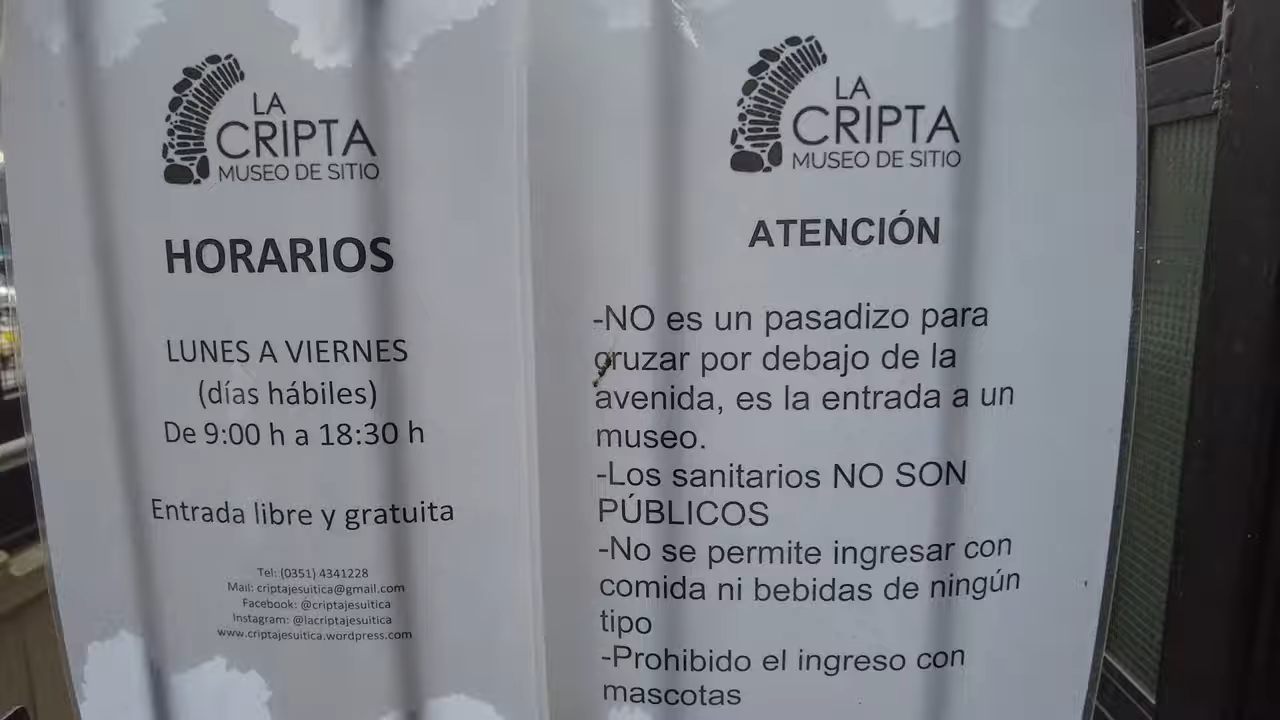 LA
CRIPTA
MUSEO DE SITIO
HORARIOS
LUNES A VIERNES
(días hábiles)
De 9:00 h a 18:30 h
Entrada libre y gratuita
Tel: (0351) 4341228
Mail: criptajesuitica@gmail.com
Facebook: @criptajesuitica
Instagram: @lacriptajesuitica
www.criptajesuitica.wordpress.com
LA
CRIPTA
MUSEO DE SITIO
ATENCIÓN
-NO es un pasadizo para
cruzar por debajo de la
avenida, es la entrada a un
museo.
-Los sanitarios NO SON
PÚBLICOS
-No se permite ingresar con
comida ni bebidas de ningún
tipo
-Prohibido el ingreso con
mascotas